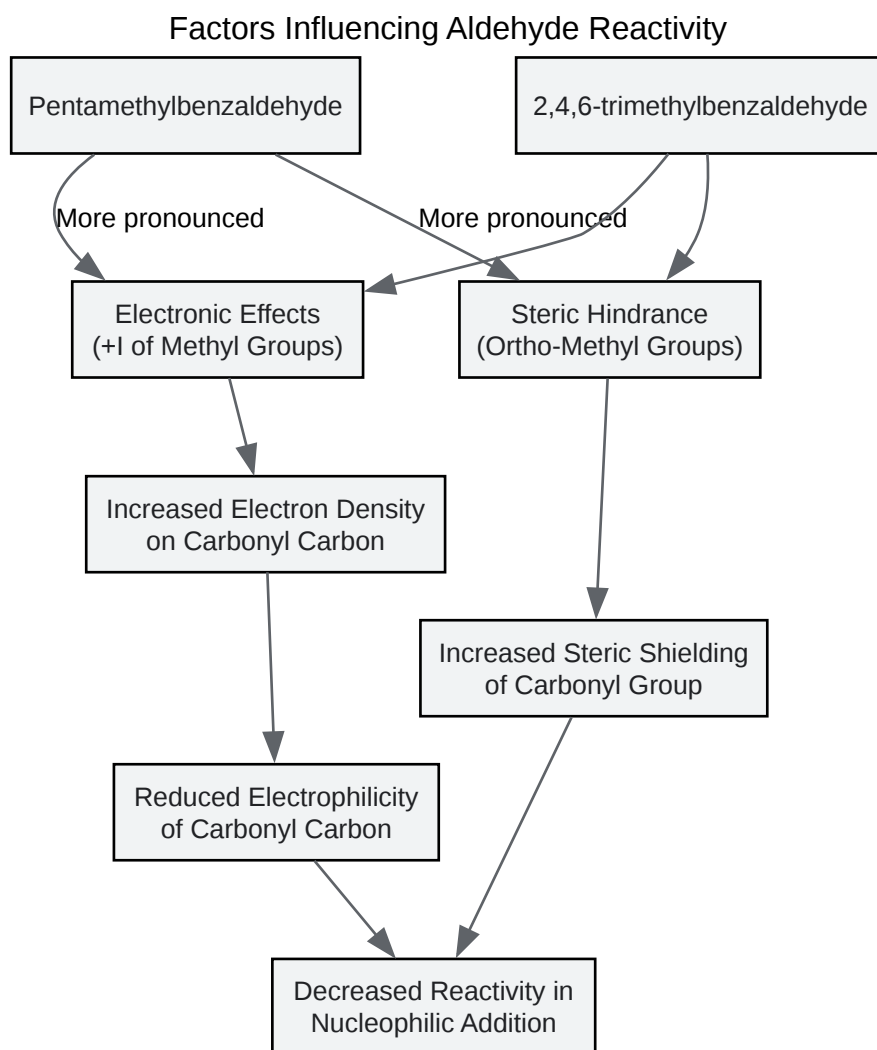 Factors Influencing Aldehyde Reactivity
Pentamethylbenzaldehyde
2,4,6-trimethylbenzaldehyde
More pronounced
More pronounced
Electronic Effects
(+I of Methyl Groups)
Steric Hindrance
(Ortho-Methyl Groups)
Increased Electron Density
on Carbonyl Carbon
Increased Steric Shielding
of Carbonyl Group
Reduced Electrophilicity
of Carbonyl Carbon
Decreased Reactivity in
Nucleophilic Addition